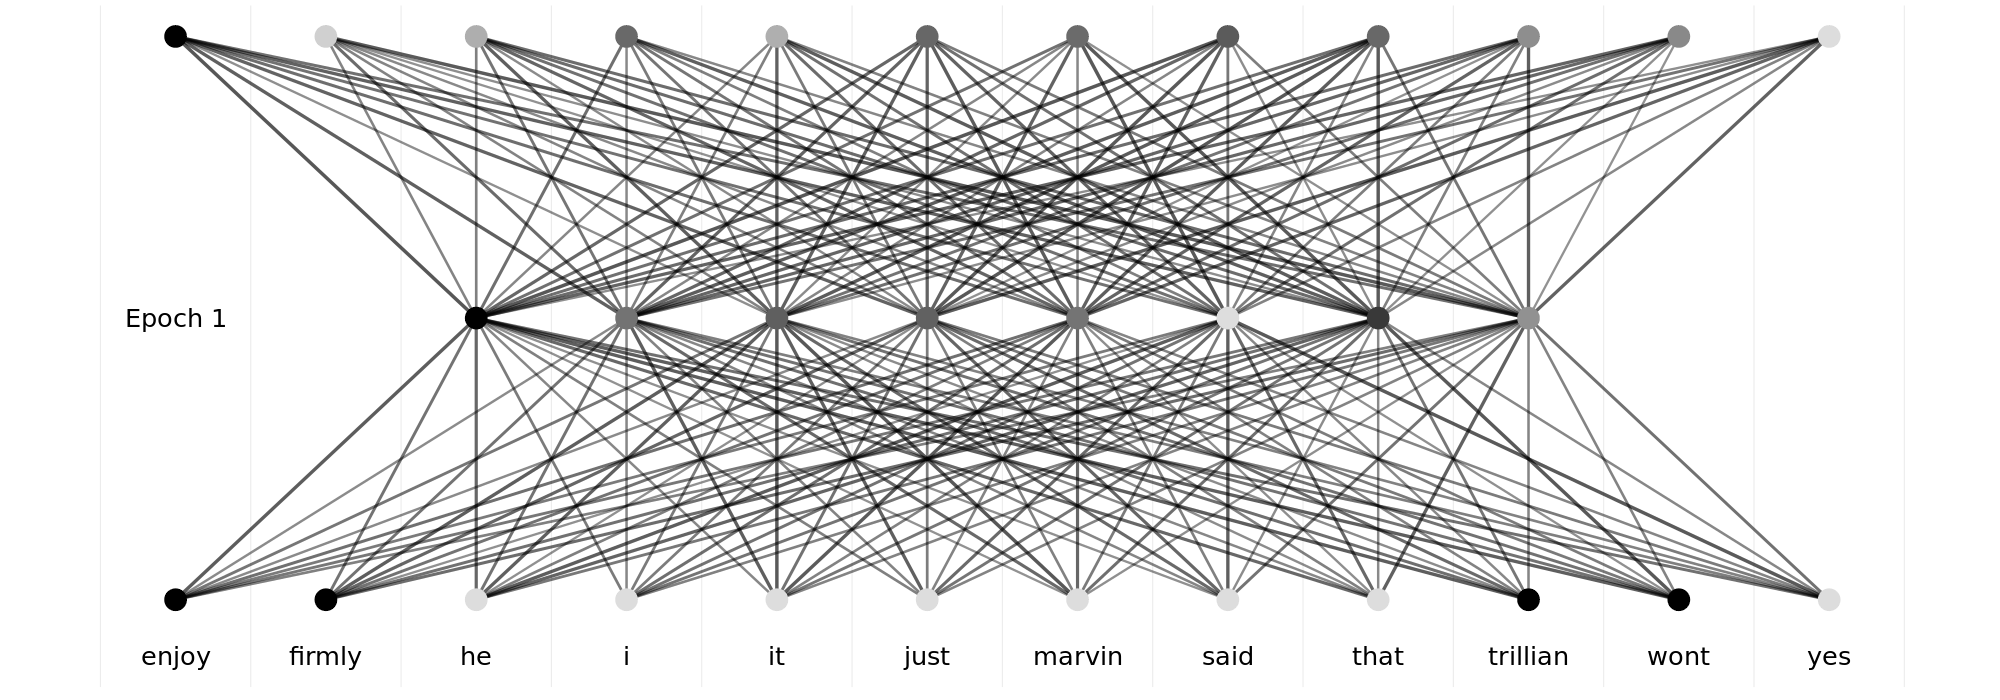 Epoch 1
enjoy firmly he i it just marvin said that trillian wont yes